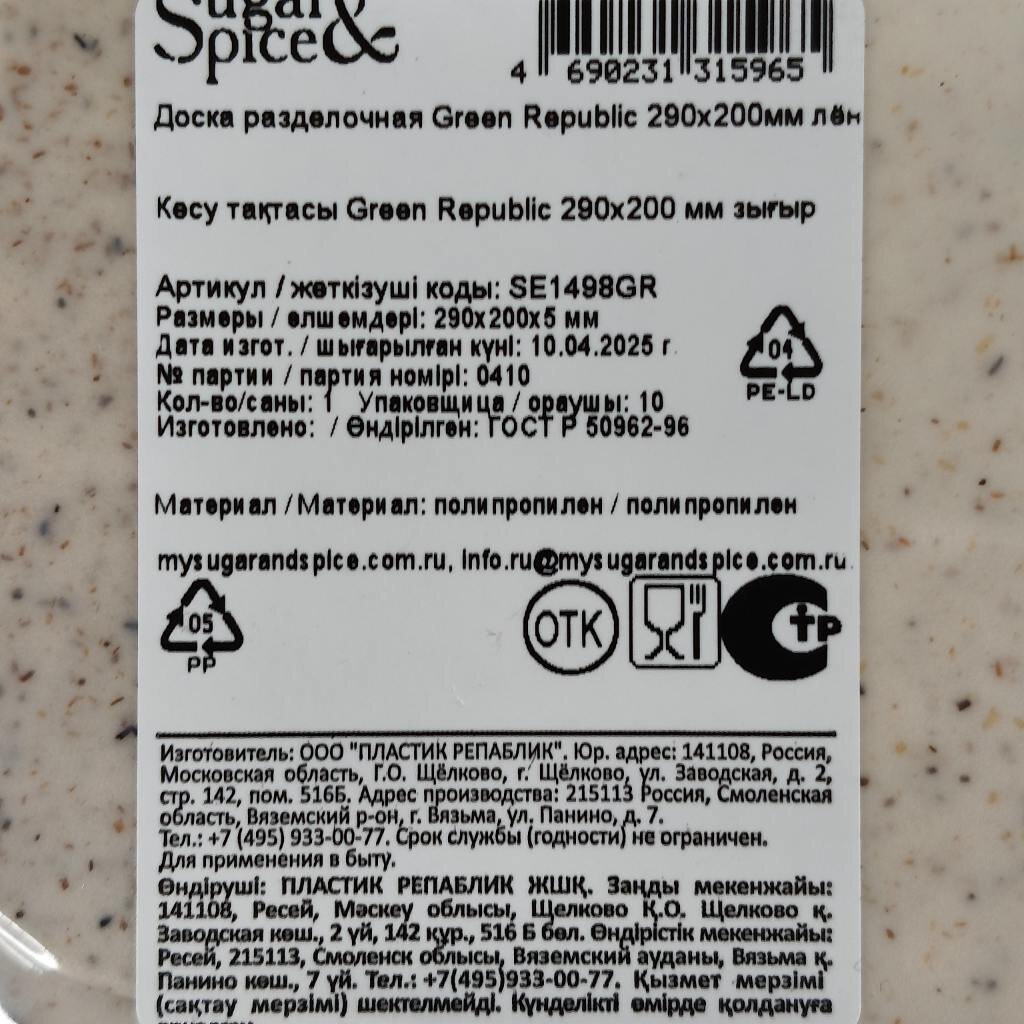 Sugar
Spice&
4 690231 315965
Доска разделочная Green Republic 290х200мм лён
Кесу тақтасы Green Republic 290х200 мм зығыр
Артикул / жеткізуші коды: SE1498GR
Размеры / өлшемдері: 290х200х5 мм
Дата изгот. / шығарылған күні: 10.04.2025 г.
№ партии / партия номірі: 0410
Кол-во/саны: 1 Упаковщица / ораушы: 10
Изготовлено: / Өндірілген: ГОСТ Р 50962-96
04
PE-LD
Материал / Материал: полипропилен / полипропилен
mysugarandspice.com.ru, info.ru@mysugarandspice.com.ru.
05
PP
ОТК
Изготовитель: ООО "ПЛАСТИК РЕПАБЛИК". Юр. адрес: 141108, Россия,
Московская область, Г.О. Щёлково, г. Щёлково, ул. Заводская, д. 2,
стр. 142, пом. 516Б. Адрес производства: 215113 Россия, Смоленская
область, Вяземский р-он, г. Вязьма, ул. Панино, д. 7.
Тел.: +7 (495) 933-00-77. Срок службы (годности) не ограничен.
Для применения в быту.
Өндіруші: ПЛАСТИК РЕПАБЛИК ЖШҚ. Заңды мекенжайы:
141108, Ресей, Мәскеу облысы, Щелково Қ.О. Щелково қ.
Заводская көш., 2 үй, 142 құр., 516 Б бөл. Өндірістік мекенжайы:
Ресей, 215113, Смоленск облысы, Вяземский ауданы, Вязьма қ.
Панино көш., 7 үй. Тел.: +7(495)933-00-77. Қызмет мерзімі
(сақтау мерзімі) шектелмейді. Күнделікті өмірде қолдануға